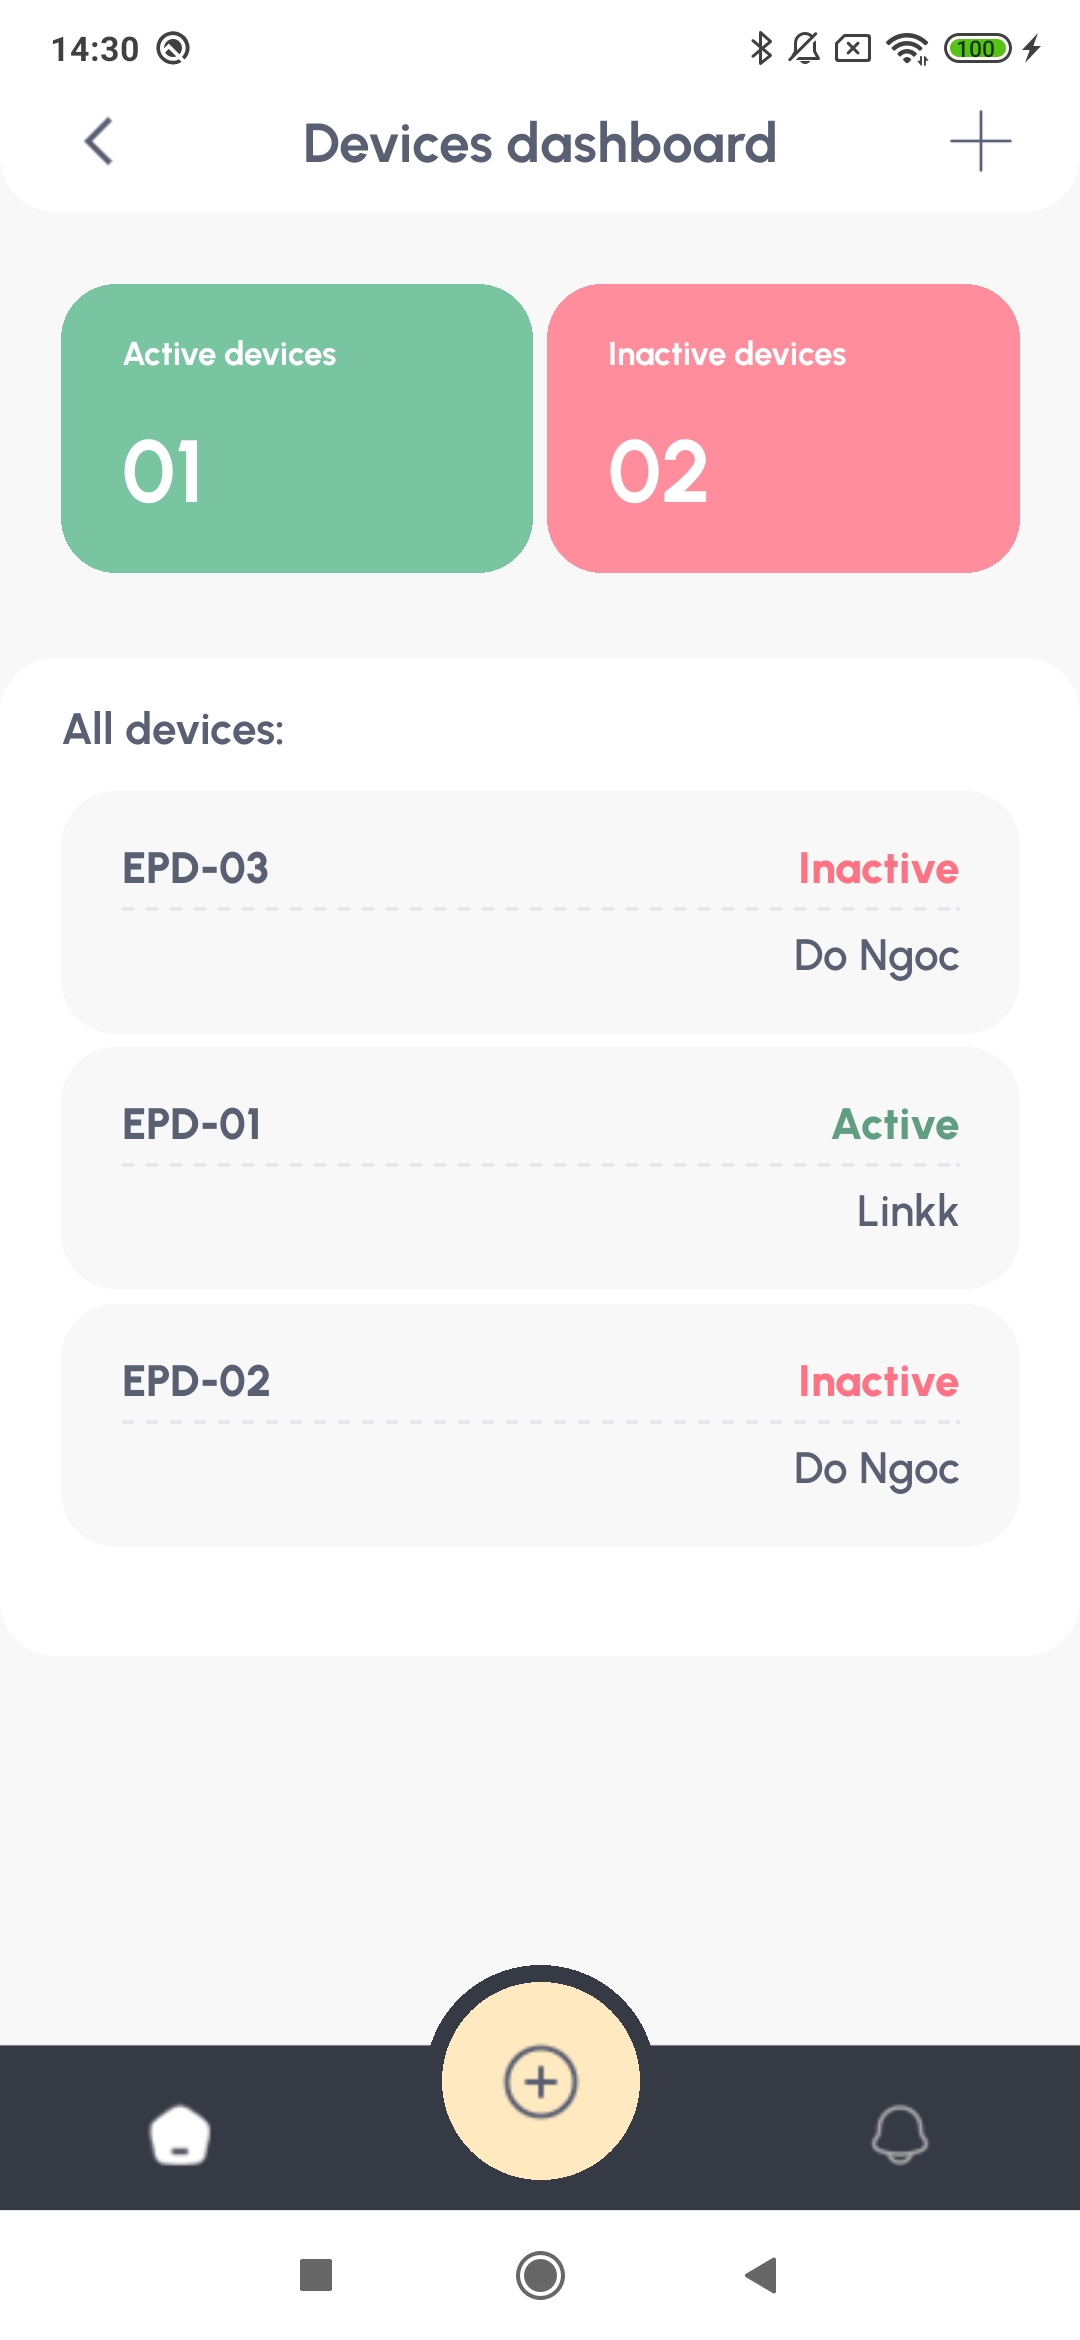 14:30
100
Devices dashboard
Active devices
01
Inactive devices
02
All devices:
EPD-03
Inactive
Do Ngoc
EPD-01
Active
Linkk
EPD-02
Inactive
Do Ngoc